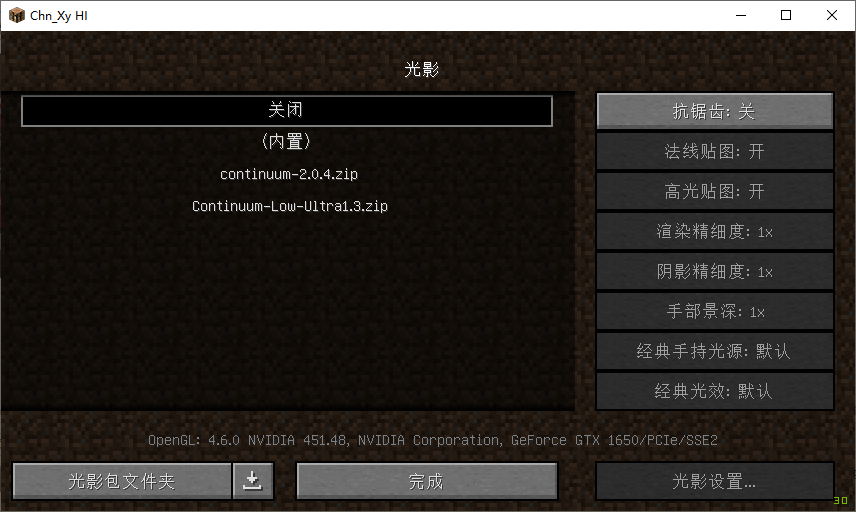 Chn_Xy HI
光影
关闭
(内置)
continuum-2.0.4.zip
Continuum-Low-Ultra1.3.zip
抗锯齿: 关
法线贴图: 开
高光贴图: 开
渲染精细度: 1x
阴影精细度: 1x
手部景深: 1x
经典手持光源: 默认
经典光效: 默认
OpenGL: 4.6.0 NVIDIA 451.48, NVIDIA Corporation, GeForce GTX 1650/PCIe/SSE2
光影包文件夹
完成
光影设置...
30